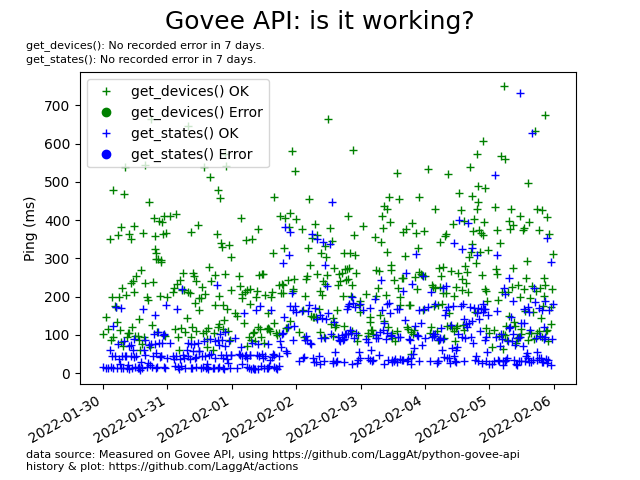 Govee API: is it working?
get_devices(): No recorded error in 7 days.
get_states(): No recorded error in 7 days.
get_devices() OK
get_devices() Error
get_states() OK
get_states() Error
Ping (ms)
700
600
500
400
300
200
100
0
2022-01-30
2022-01-31
2022-02-01
2022-02-02
2022-02-03
2022-02-04
2022-02-05
2022-02-06
data source: Measured on Govee API, using https://github.com/LaggAt/python-govee-api
history & plot: https://github.com/LaggAt/actions